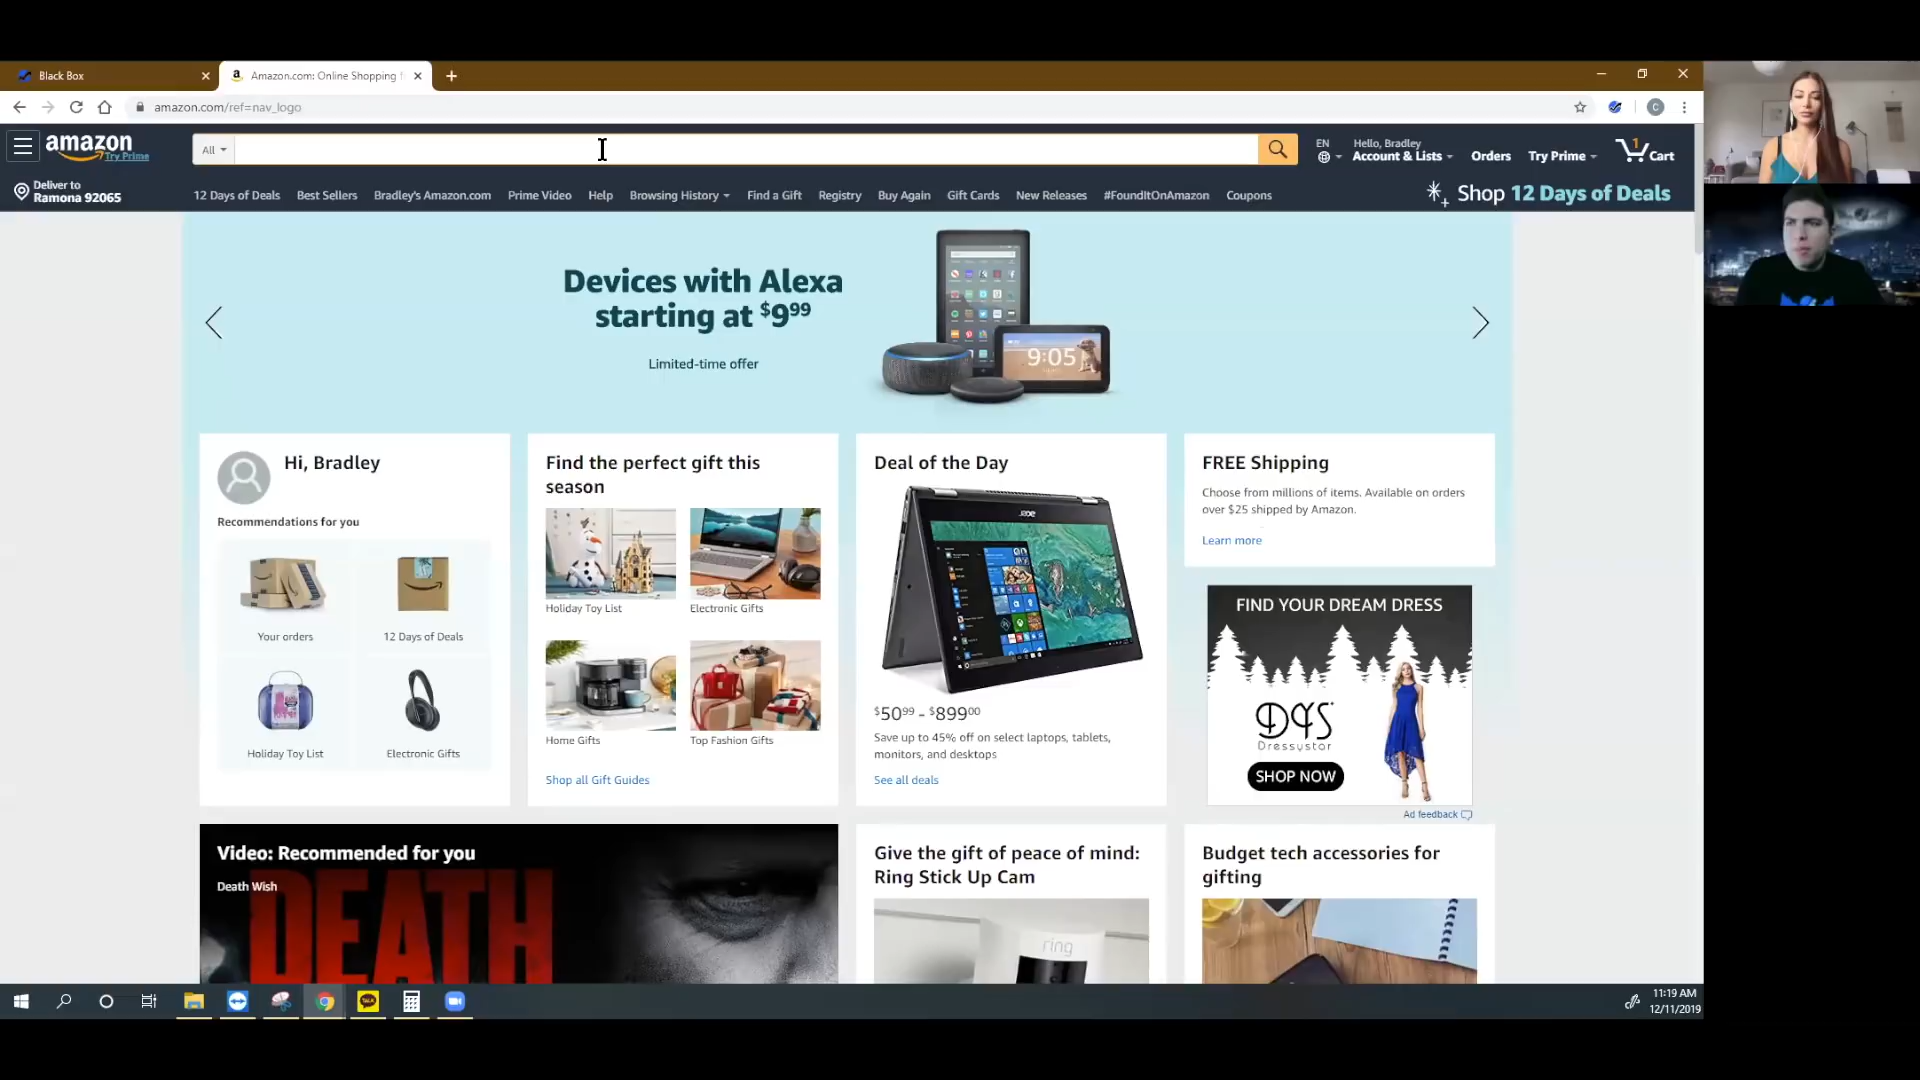 Black Box
Amazon.com: Online Shopping f
amazon.com/ref=nav_logo
C
amazon
Try Prime
All
EN
Hello, Bradley
Account & Lists
Orders
Try Prime
1
Cart
Deliver to
Ramona 92065
12 Days of Deals
Best Sellers
Bradley's Amazon.com
Prime Video
Help
Browsing History
Find a Gift
Registry
Buy Again
Gift Cards
New Releases
#FoundItOnAmazon
Coupons
Shop 12 Days of Deals
Devices with Alexa
starting at $999
Limited-time offer
9:05
Hi, Bradley
Recommendations for you
Your orders
12 Days of Deals
Holiday Toy List
Electronic Gifts
Find the perfect gift this
season
Holiday Toy List
Electronic Gifts
Home Gifts
Top Fashion Gifts
Shop all Gift Guides
Deal of the Day
acer
$5099 - $89900
Save up to 45% off on select laptops, tablets,
monitors, and desktops
See all deals
FREE Shipping
Choose from millions of items. Available on orders
over $25 shipped by Amazon.
Learn more
FIND YOUR DREAM DRESS
DYS
Dressystar
SHOP NOW
Ad feedback
Video: Recommended for you
Death Wish
DEATH
Give the gift of peace of mind:
Ring Stick Up Cam
ring
Budget tech accessories for
gifting
TALK
11:19 AM
12/11/2019